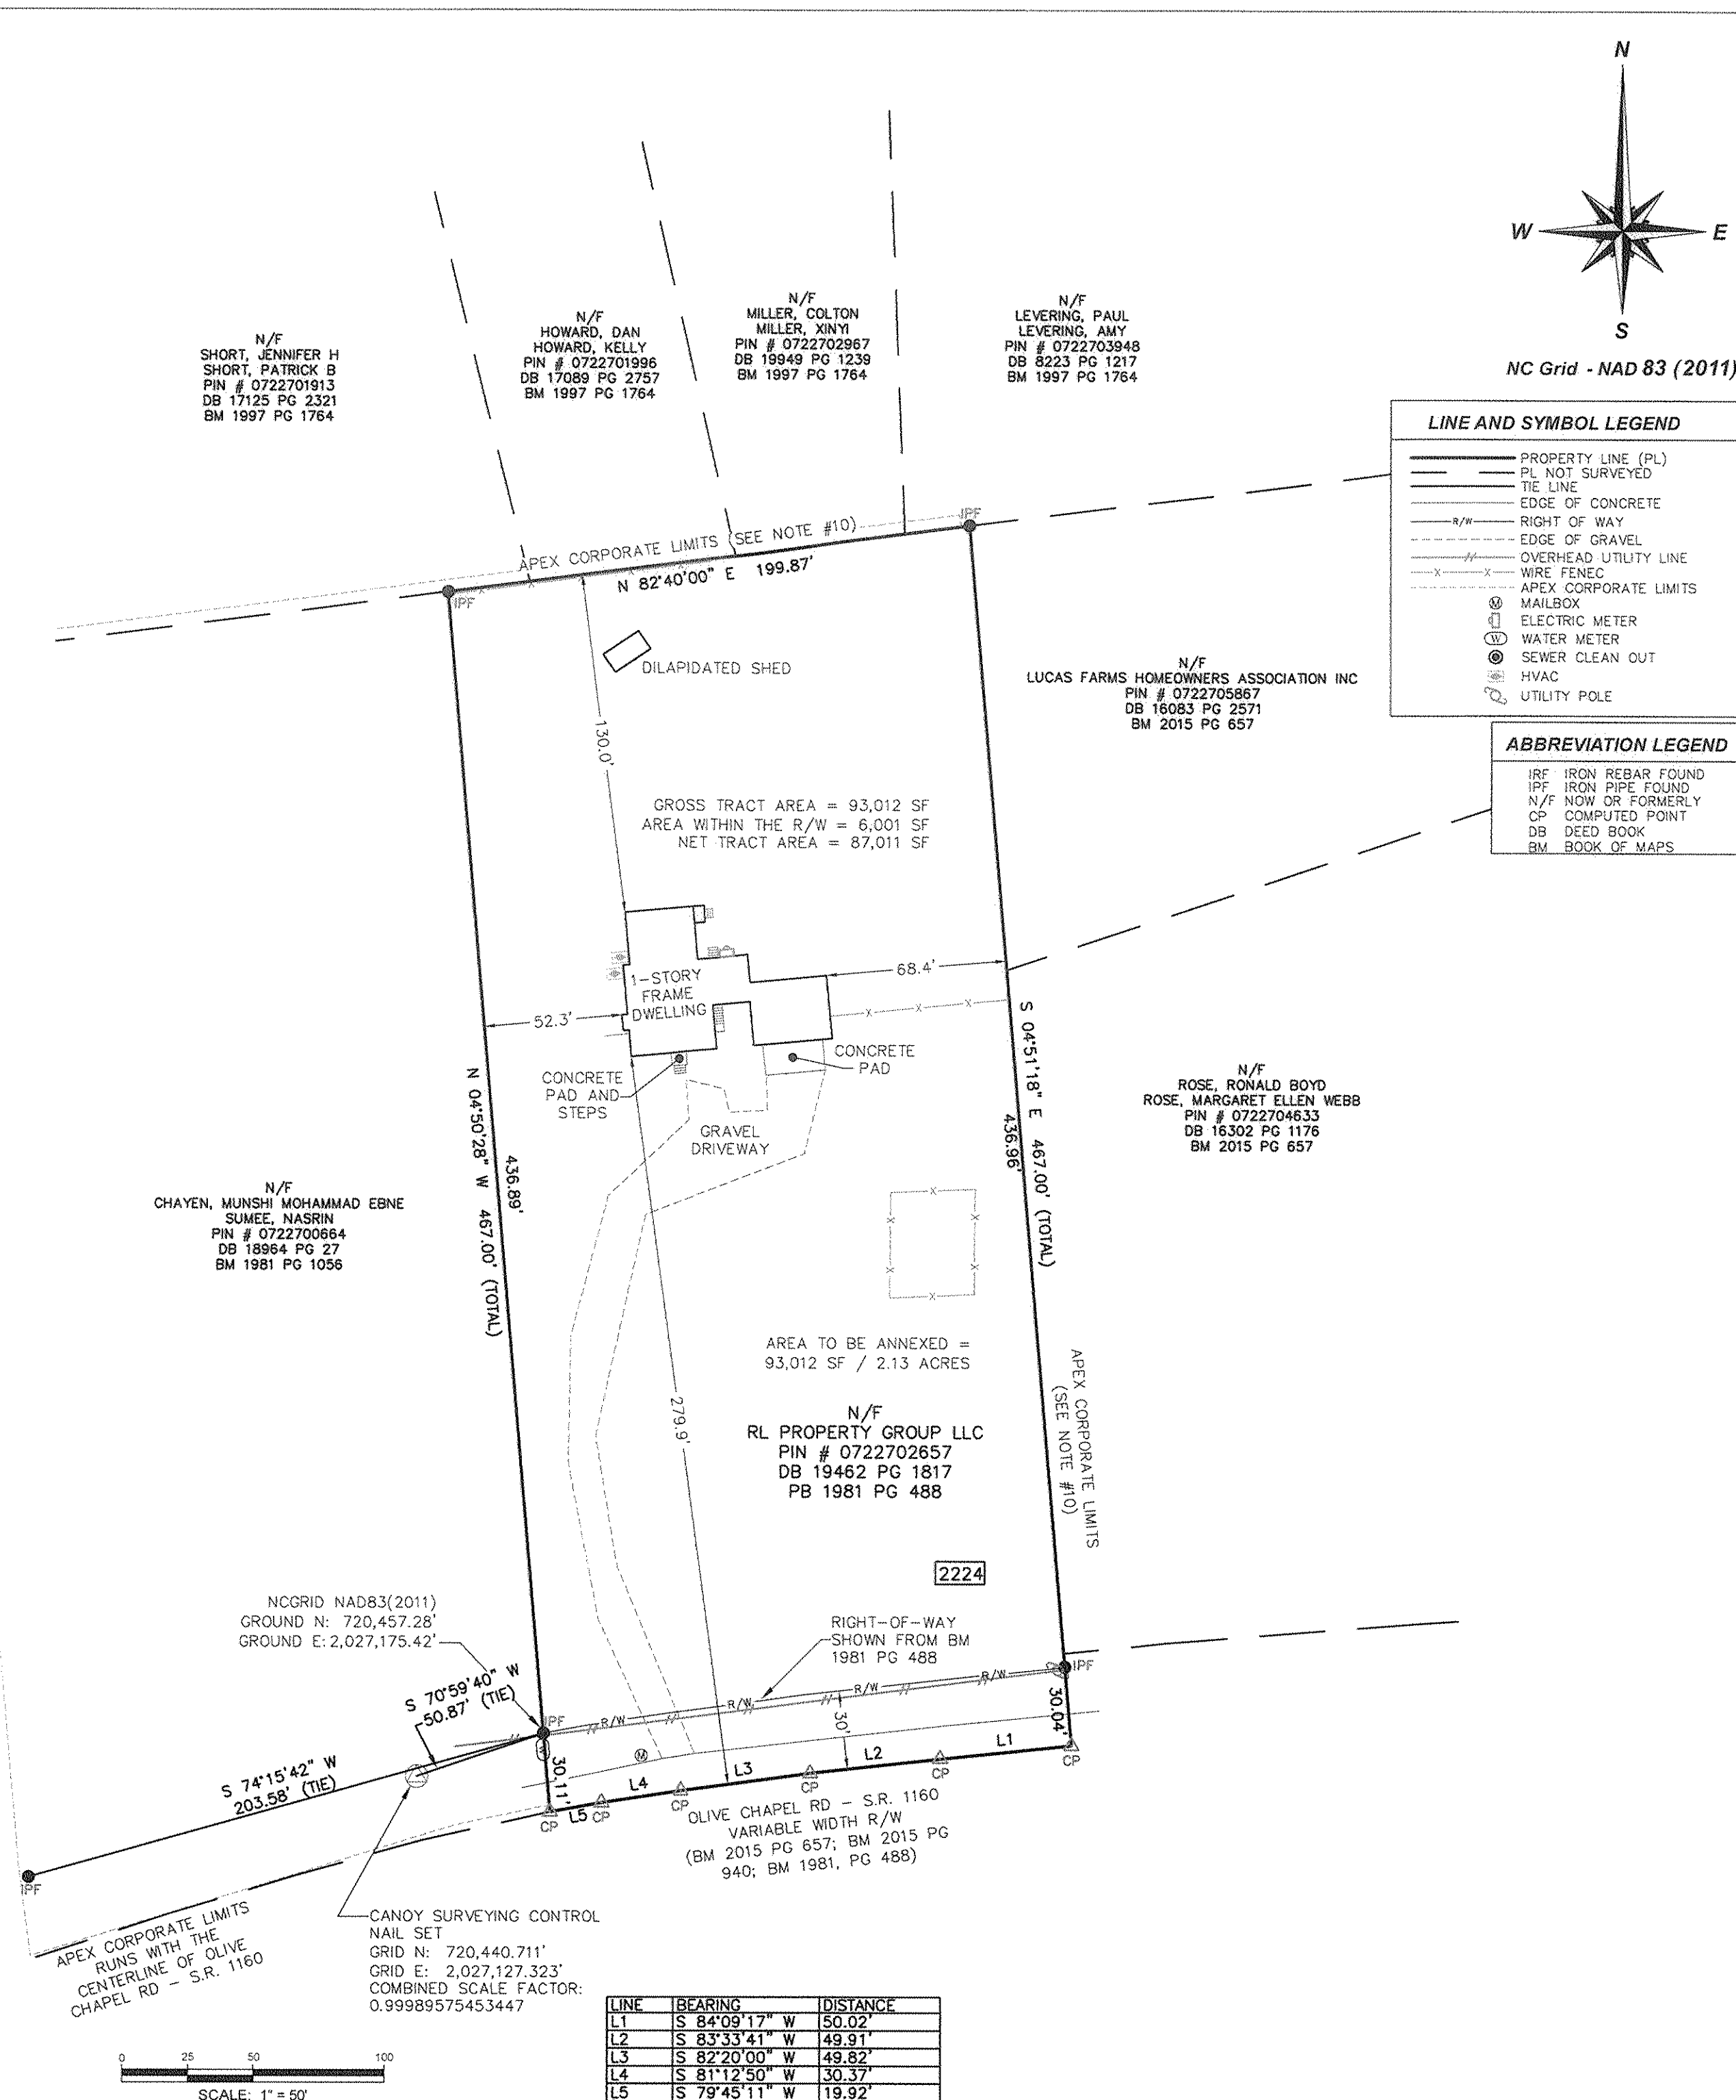 N
W
E
S
NC Grid - NAD 83 (2011)
N/F
SHORT, JENNIFER H
SHORT, PATRICK B
PIN # 0722701913
DB 17125 PG 2321
BM 1997 PG 1764
N/F
HOWARD, DAN
HOWARD, KELLY
PIN # 0722701996
DB 17089 PG 2757
BM 1997 PG 1764
N/F
MILLER, COLTON
MILLER, XINYI
PIN # 0722702967
DB 19949 PG 1239
BM 1997 PG 1764
N/F
LEVERING, PAUL
LEVERING, AMY
PIN # 0722703948
DB 8223 PG 1217
BM 1997 PG 1764
LINE AND SYMBOL LEGEND
PROPERTY LINE (PL)
PL NOT SURVEYED
TIE LINE
EDGE OF CONCRETE
R/W RIGHT OF WAY
EDGE OF GRAVEL
OVERHEAD UTILITY LINE
X X WIRE FENEC
APEX CORPORATE LIMITS
M MAILBOX
ELECTRIC METER
W WATER METER
SEWER CLEAN OUT
HVAC
UTILITY POLE
ABBREVIATION LEGEND
IRF IRON REBAR FOUND
IPF IRON PIPE FOUND
N/F NOW OR FORMERLY
CP COMPUTED POINT
DB DEED BOOK
BM BOOK OF MAPS
IPF
APEX CORPORATE LIMITS (SEE NOTE #10)
N 82°40'00" E 199.87'
IPF
DILAPIDATED SHED
130.0'
N/F
LUCAS FARMS HOMEOWNERS ASSOCIATION INC
PIN # 0722705867
DB 16083 PG 2571
BM 2015 PG 657
GROSS TRACT AREA = 93,012 SF
AREA WITHIN THE R/W = 6,001 SF
NET TRACT AREA = 87,011 SF
1-STORY
FRAME
DWELLING
68.4'
52.3'
CONCRETE
PAD
CONCRETE
PAD AND
STEPS
GRAVEL
DRIVEWAY
S 04°51'18" E 467.00' (TOTAL)
436.96'
N 04°50'28" W 467.00' (TOTAL)
436.89'
N/F
ROSE, RONALD BOYD
ROSE, MARGARET ELLEN WEBB
PIN # 0722704633
DB 16302 PG 1176
BM 2015 PG 657
N/F
CHAYEN, MUNSHI MOHAMMAD EBNE
SUMEE, NASRIN
PIN # 0722700664
DB 18964 PG 27
BM 1981 PG 1056
AREA TO BE ANNEXED =
93,012 SF / 2.13 ACRES
279.9'
N/F
RL PROPERTY GROUP LLC
PIN # 0722702657
DB 19462 PG 1817
PB 1981 PG 488
APEX CORPORATE LIMITS
(SEE NOTE #10)
2224
NCGRID NAD83(2011)
GROUND N: 720,457.28'
GROUND E: 2,027,175.42'
RIGHT-OF-WAY
SHOWN FROM BM
1981 PG 488
S 70°59'40" W
50.87' (TIE)
IPF
R/W
R/W
R/W
R/W
IPF
30'
30.04'
30.11'
M
S 74°15'42" W
203.58' (TIE)
L5
L4
L3
L2
L1
CP
CP
CP
CP
CP
CP
OLIVE CHAPEL RD - S.R. 1160
VARIABLE WIDTH R/W
(BM 2015 PG 657; BM 2015 PG
940; BM 1981, PG 488)
IPF
APEX CORPORATE LIMITS
RUNS WITH THE
CENTERLINE OF OLIVE
CHAPEL RD - S.R. 1160
CANOY SURVEYING CONTROL
NAIL SET
GRID N: 720,440.711'
GRID E: 2,027,127.323'
COMBINED SCALE FACTOR:
0.99989575453447
LINE BEARING DISTANCE
L1 S 84°09'17" W 50.02'
L2 S 83°33'41" W 49.91'
L3 S 82°20'00" W 49.82'
L4 S 81°12'50" W 30.37'
L5 S 79°45'11" W 19.92'
0 25 50 100
SCALE: 1" = 50'